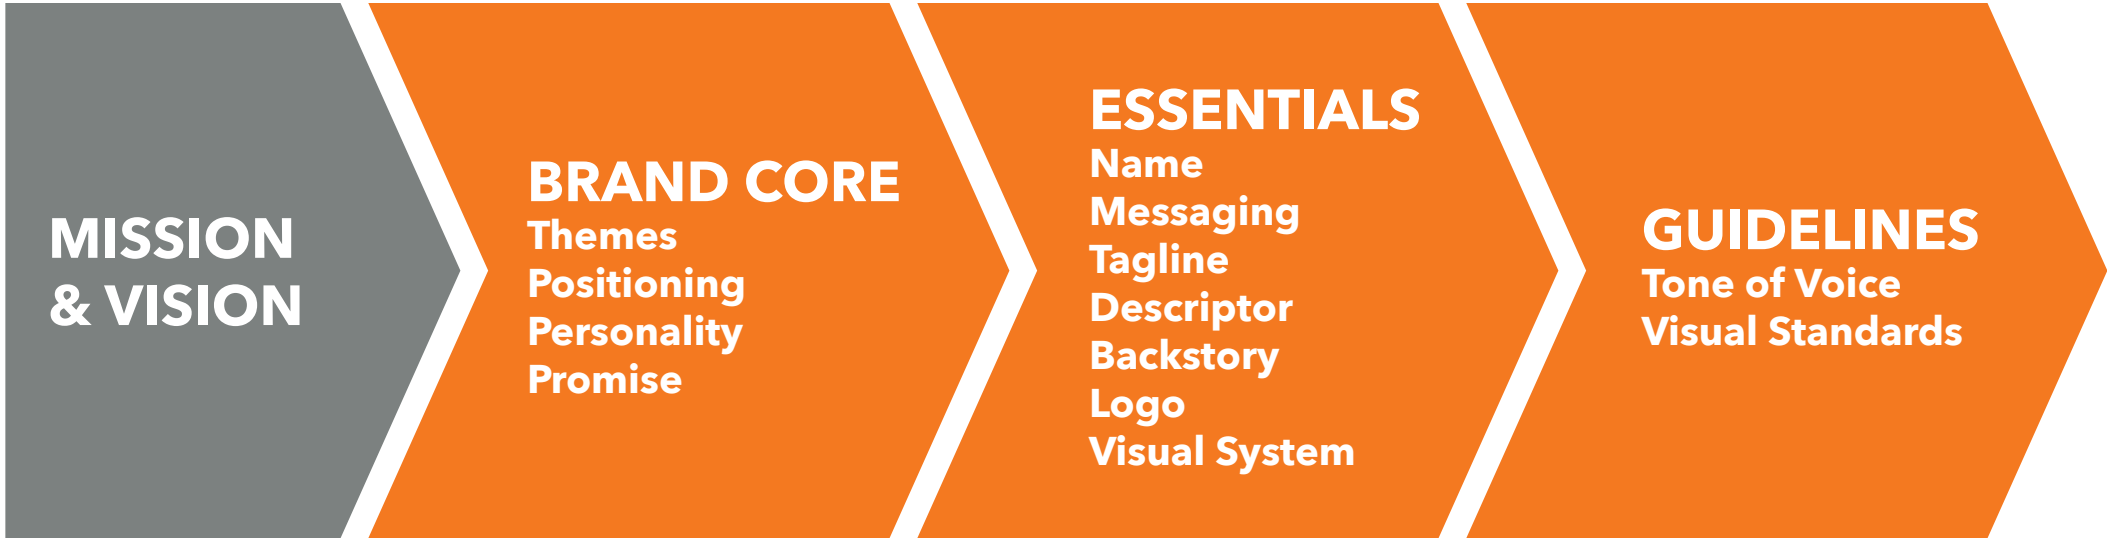 MISSION
& VISION
BRAND CORE
Themes
Positioning
Personality
Promise
ESSENTIALS
Name
Messaging
Tagline
Descriptor
Backstory
Logo
Visual System
GUIDELINES
Tone of Voice
Visual Standards